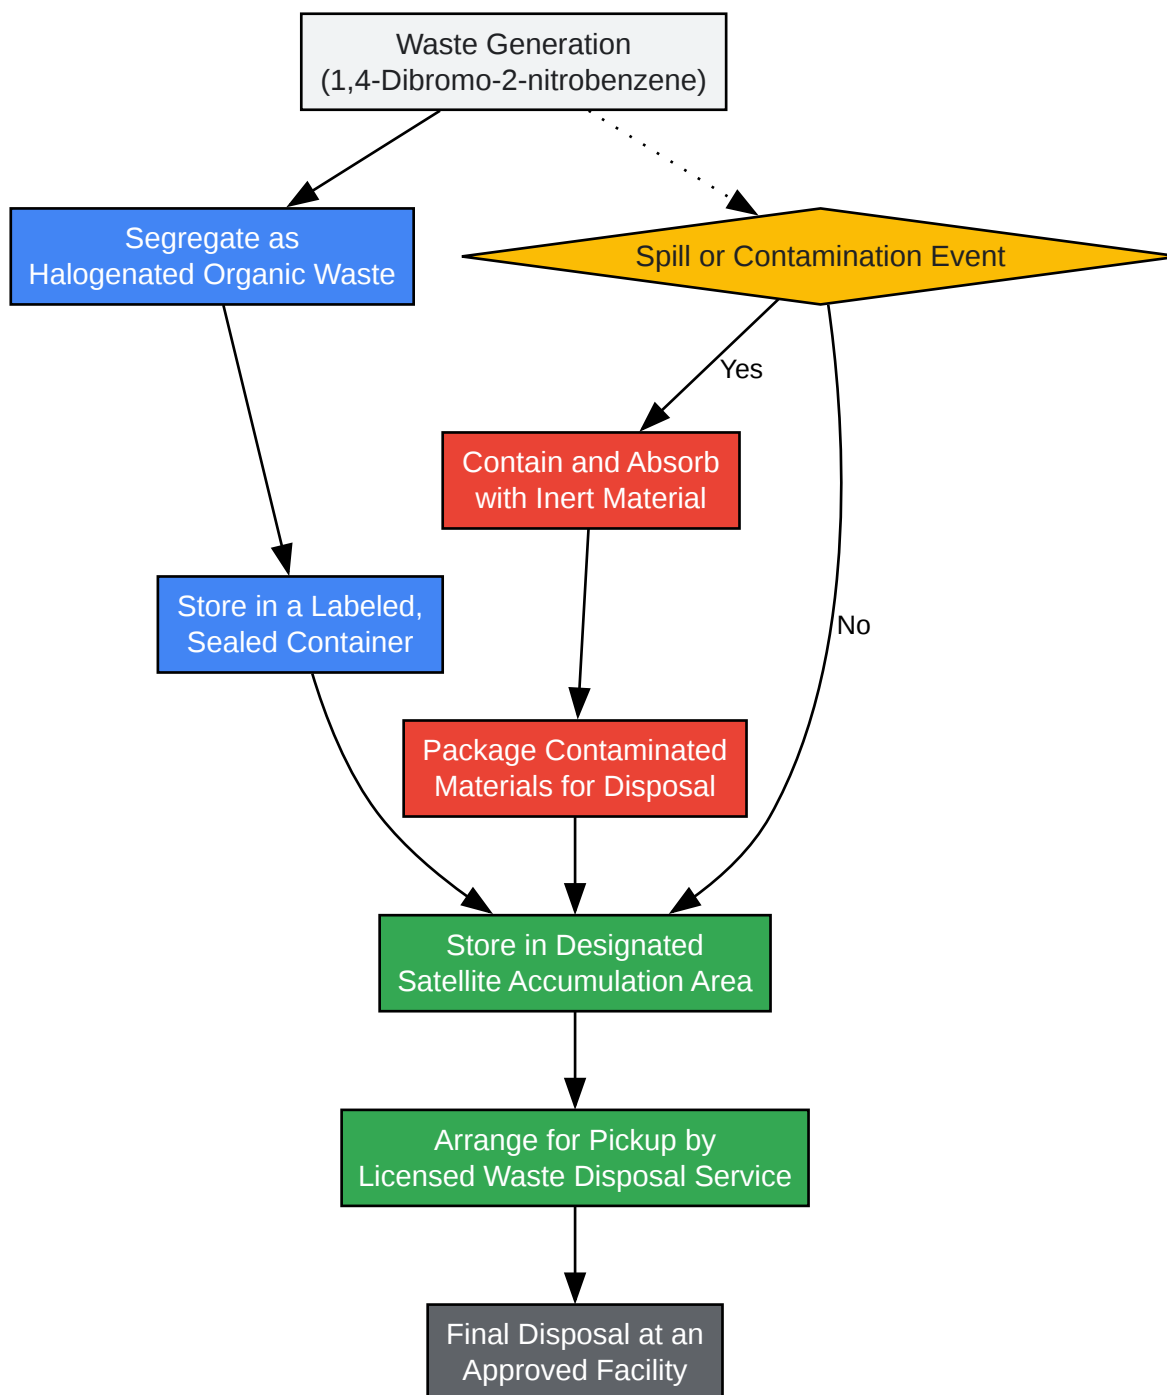 Waste Generation
(1,4-Dibromo-2-nitrobenzene)
Segregate as
Halogenated Organic Waste
Spill or Contamination Event
Yes
Contain and Absorb
with Inert Material
Store in a Labeled,
Sealed Container
No
Package Contaminated
Materials for Disposal
Store in Designated
Satellite Accumulation Area
Arrange for Pickup by
Licensed Waste Disposal Service
Final Disposal at an
Approved Facility